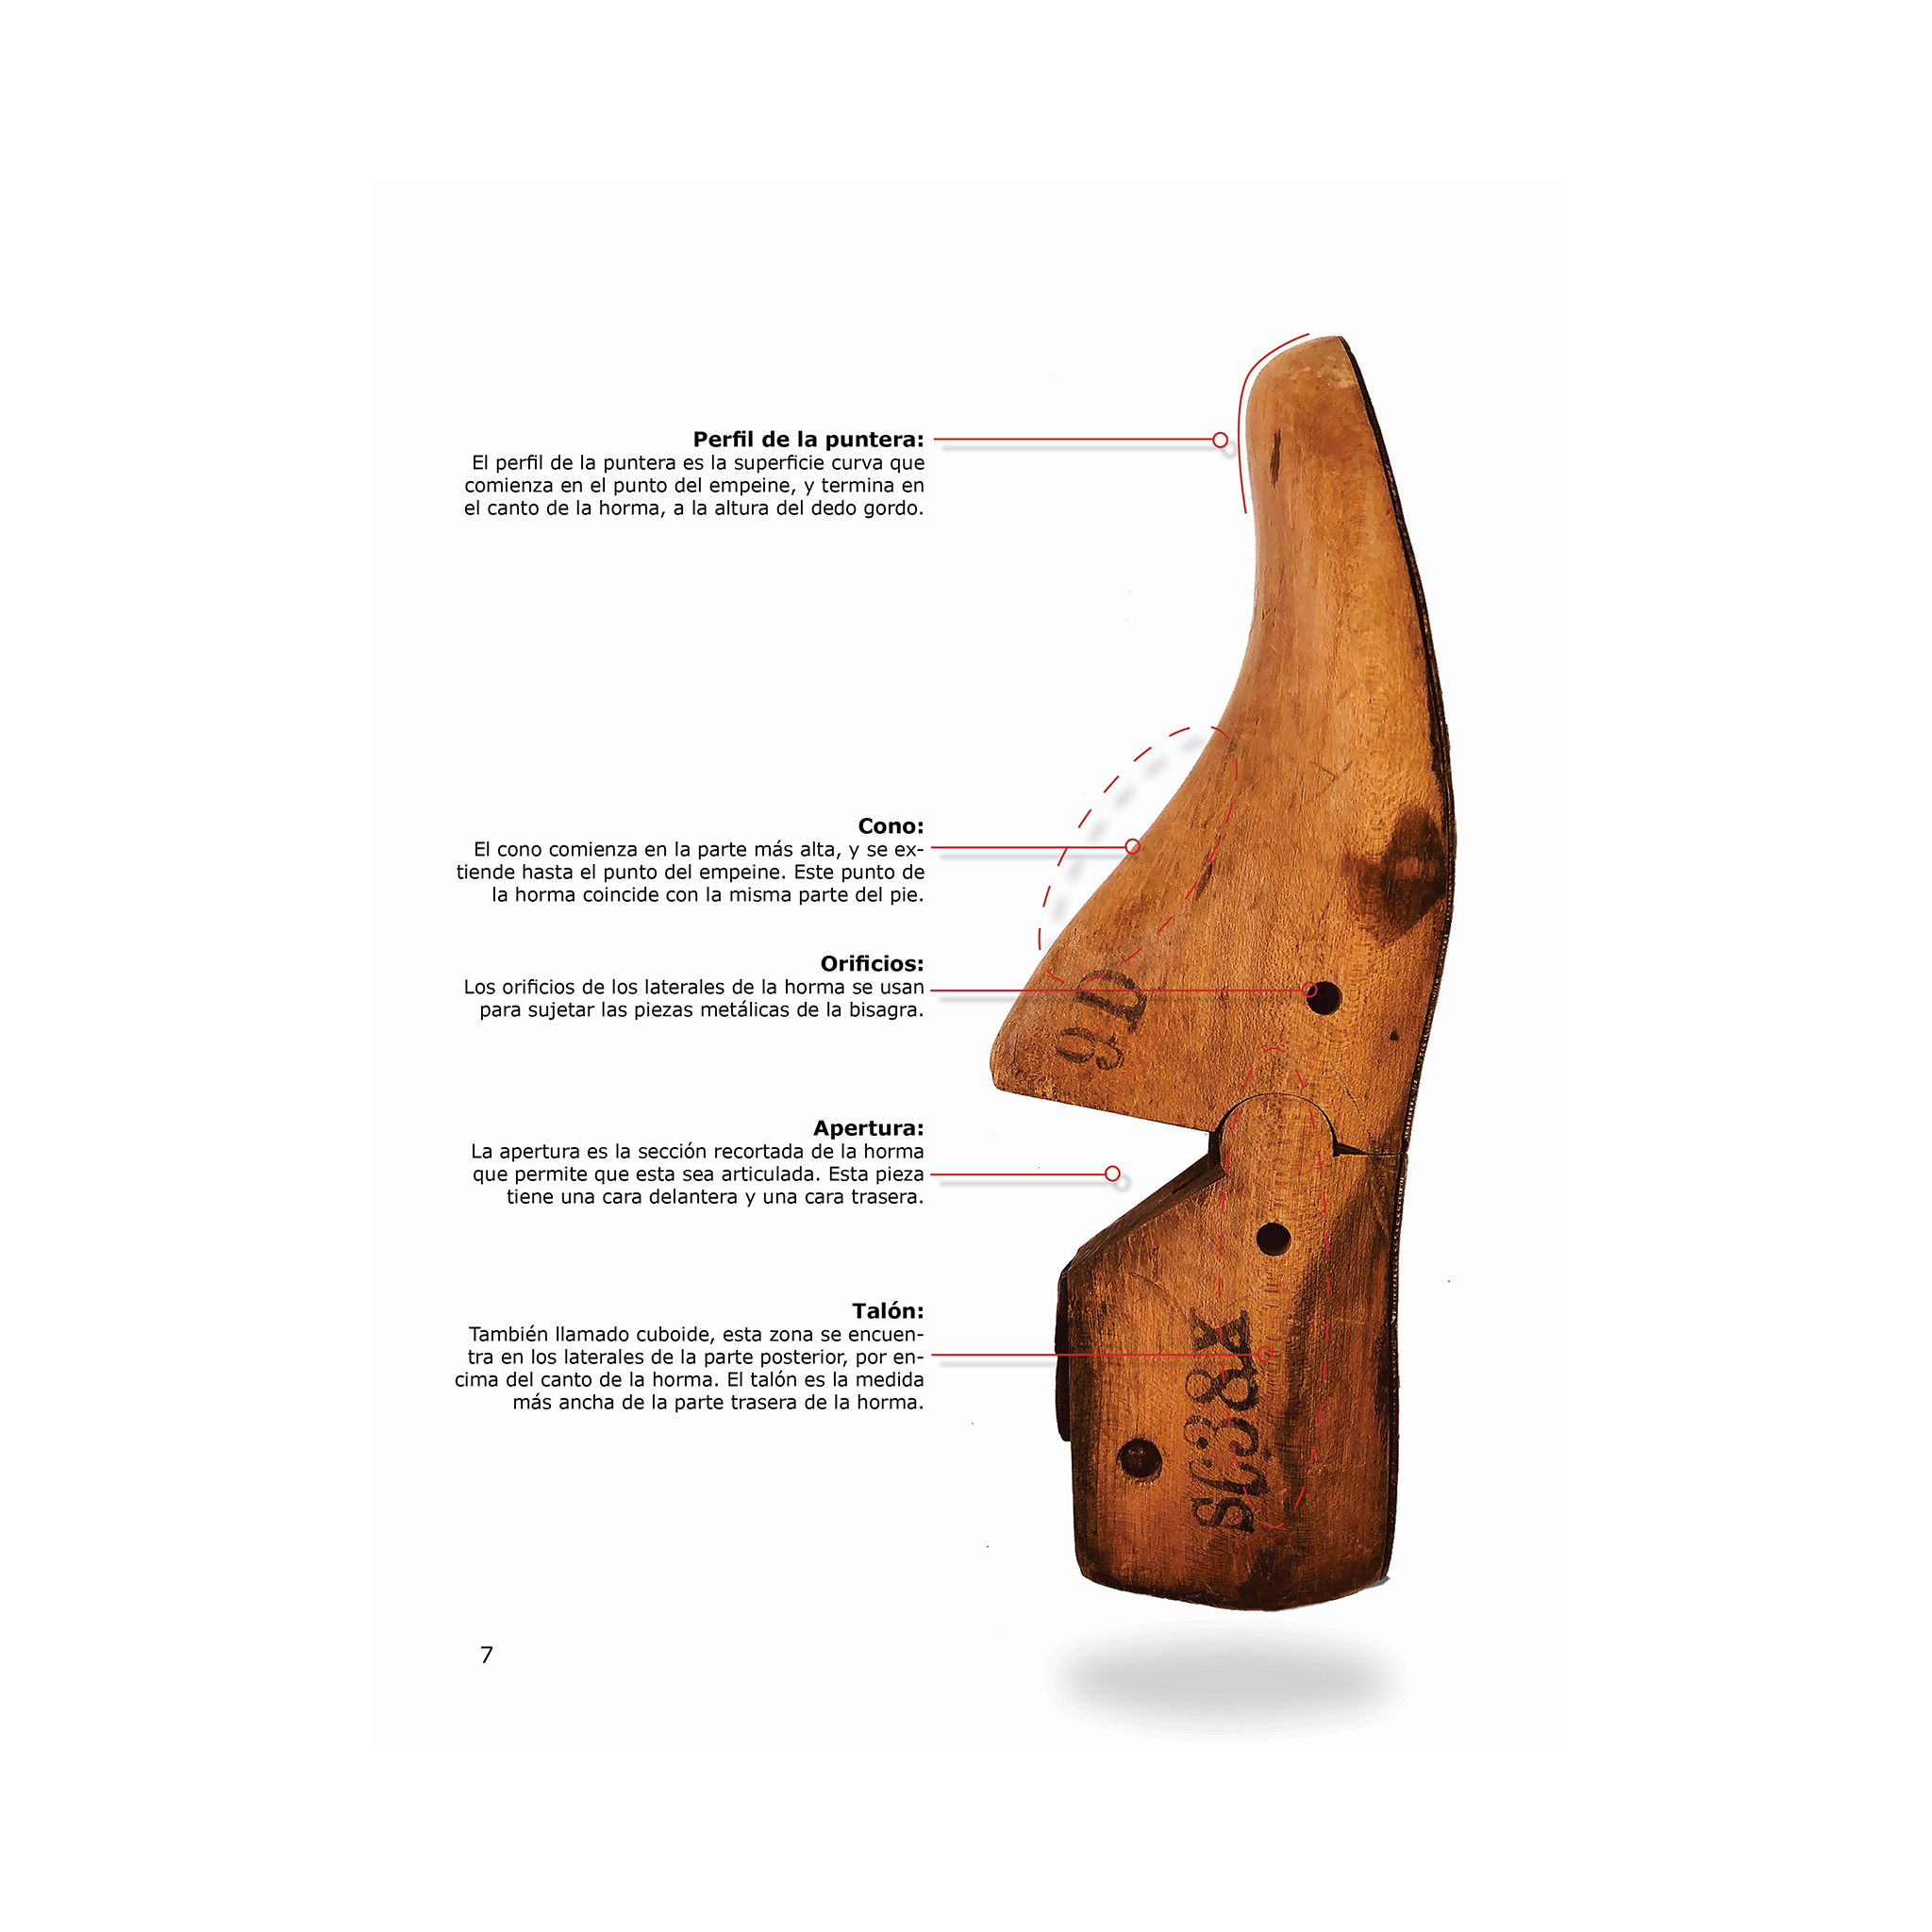 Perfil de la puntera:
El perfil de la puntera es la superficie curva que
comienza en el punto del empeine, y termina en
el canto de la horma, a la altura del dedo gordo.
Cono:
El cono comienza en la parte más alta, y se ex-
tiende hasta el punto del empeine. Este punto de
la horma coincide con la misma parte del pie.
Orificios:
Los orificios de los laterales de la horma se usan
para sujetar las piezas metálicas de la bisagra.
9D
Apertura:
La apertura es la sección recortada de la horma
que permite que esta sea articulada. Esta pieza
tiene una cara delantera y una cara trasera.
Talón:
También llamado cuboide, esta zona se encuen-
tra en los laterales de la parte posterior, por en-
cima del canto de la horma. El talón es la medida
más ancha de la parte trasera de la horma.
7